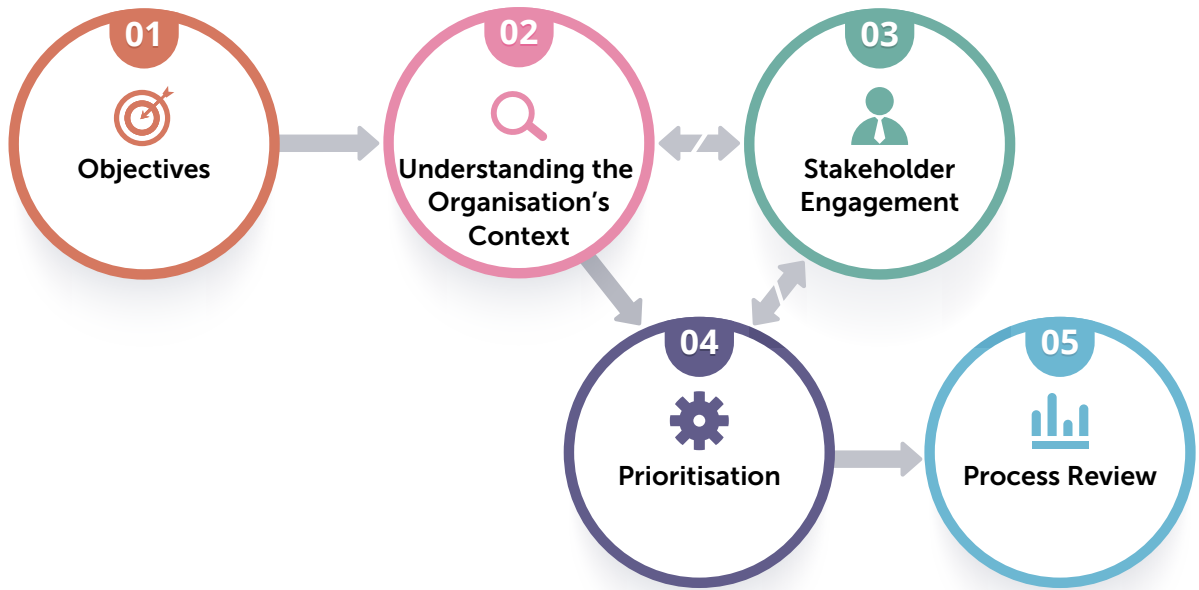 01
Objectives
02
Understanding the
Organisation’s
Context
03
Stakeholder
Engagement
04
Prioritisation
05
Process Review